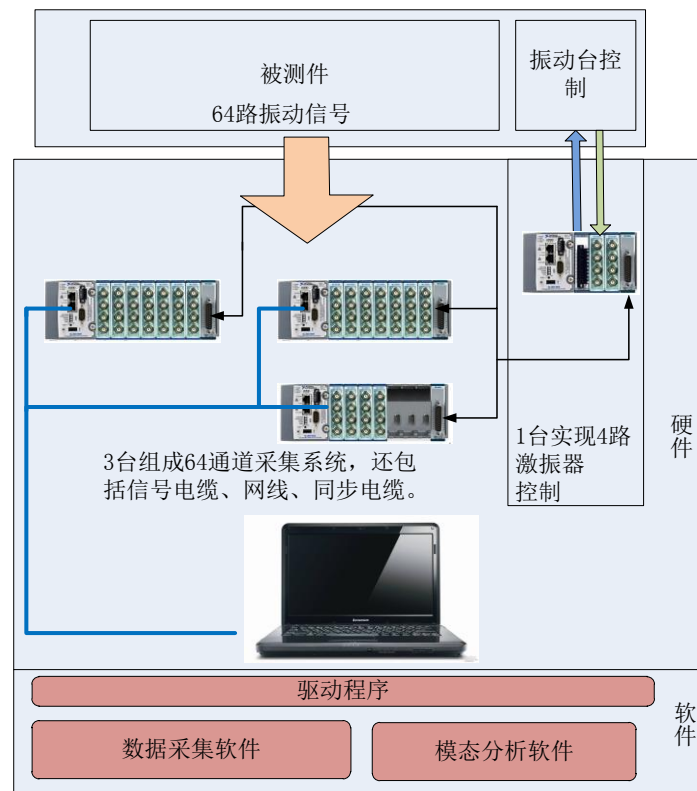 被测件
64路振动信号
振动台控
制
3台组成64通道采集系统，还包
括信号电缆、网线、同步电缆。
1台实现4路
激振器
控制
硬
件
驱动程序
数据采集软件
模态分析软件
软
件